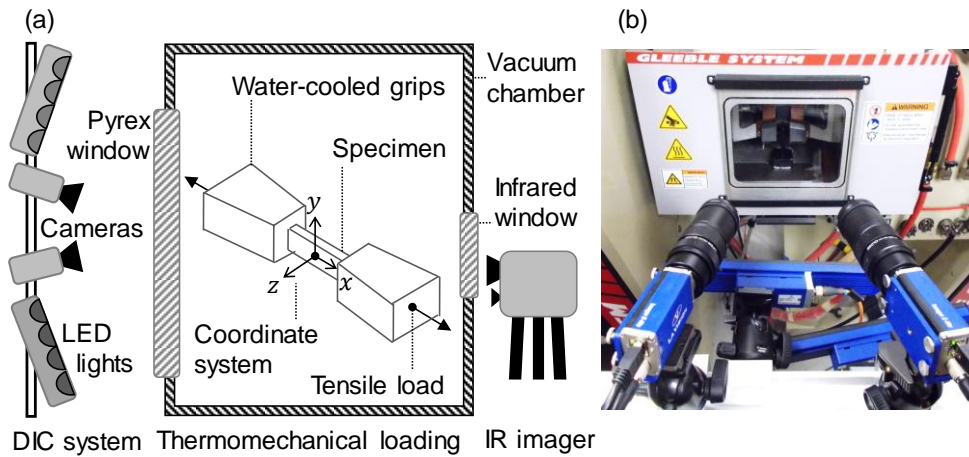 (a)
(b)
Water-cooled grips
Vacuum
chamber
Pyrex
window
Specimen
Infrared
window
Cameras
y
x
z
LED
lights
Coordinate
system
Tensile load
DIC system
Thermomechanical loading
IR imager
GLEEBLE SYSTEM
WARNING